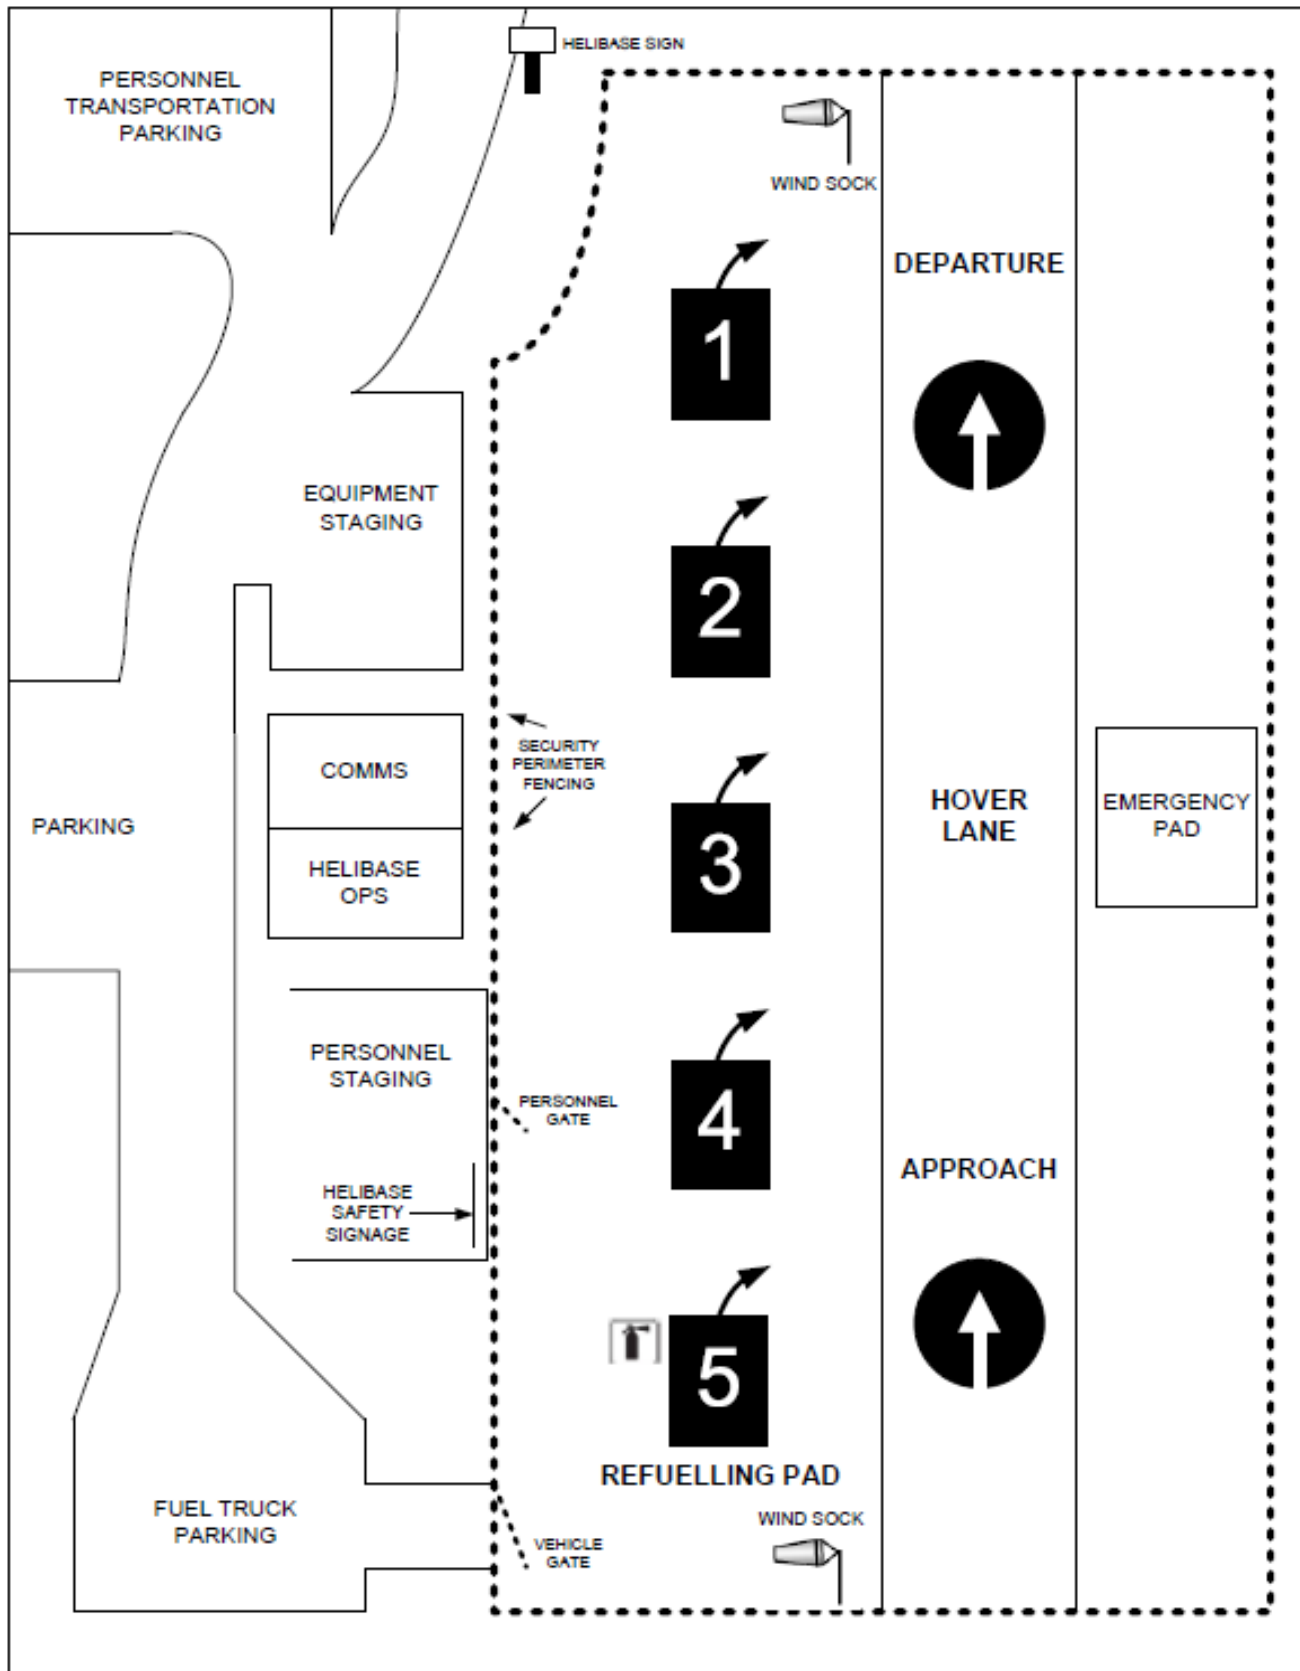 HELIBASE SIGN
PERSONNEL
TRANSPORTATION
PARKING
WIND SOCK
DEPARTURE
1
EQUIPMENT
STAGING
2
SECURITY
PERIMETER
FENCING
COMMS
PARKING
HELIBASE
OPS
3
HOVER
LANE
EMERGENCY
PAD
PERSONNEL
STAGING
PERSONNEL
GATE
4
APPROACH
HELIBASE
SAFETY
SIGNAGE
5
REFUELLING PAD
FUEL TRUCK
PARKING
VEHICLE
GATE
WIND SOCK